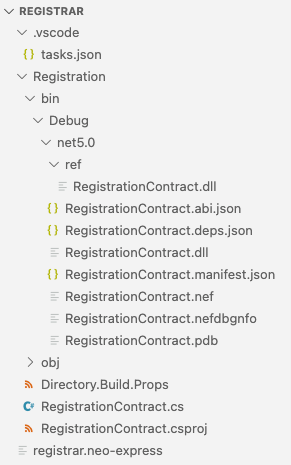 REGISTRAR
.vscode
{ } tasks.json
Registration
bin
Debug
net5.0
ref
RegistrationContract.dll
{ } RegistrationContract.abi.json
{ } RegistrationContract.deps.json
RegistrationContract.dll
{ } RegistrationContract.manifest.json
RegistrationContract.nef
RegistrationContract.nefdbgnfo
RegistrationContract.pdb
obj
Directory.Build.Props
C# RegistrationContract.cs
RegistrationContract.csproj
registrar.neo-express